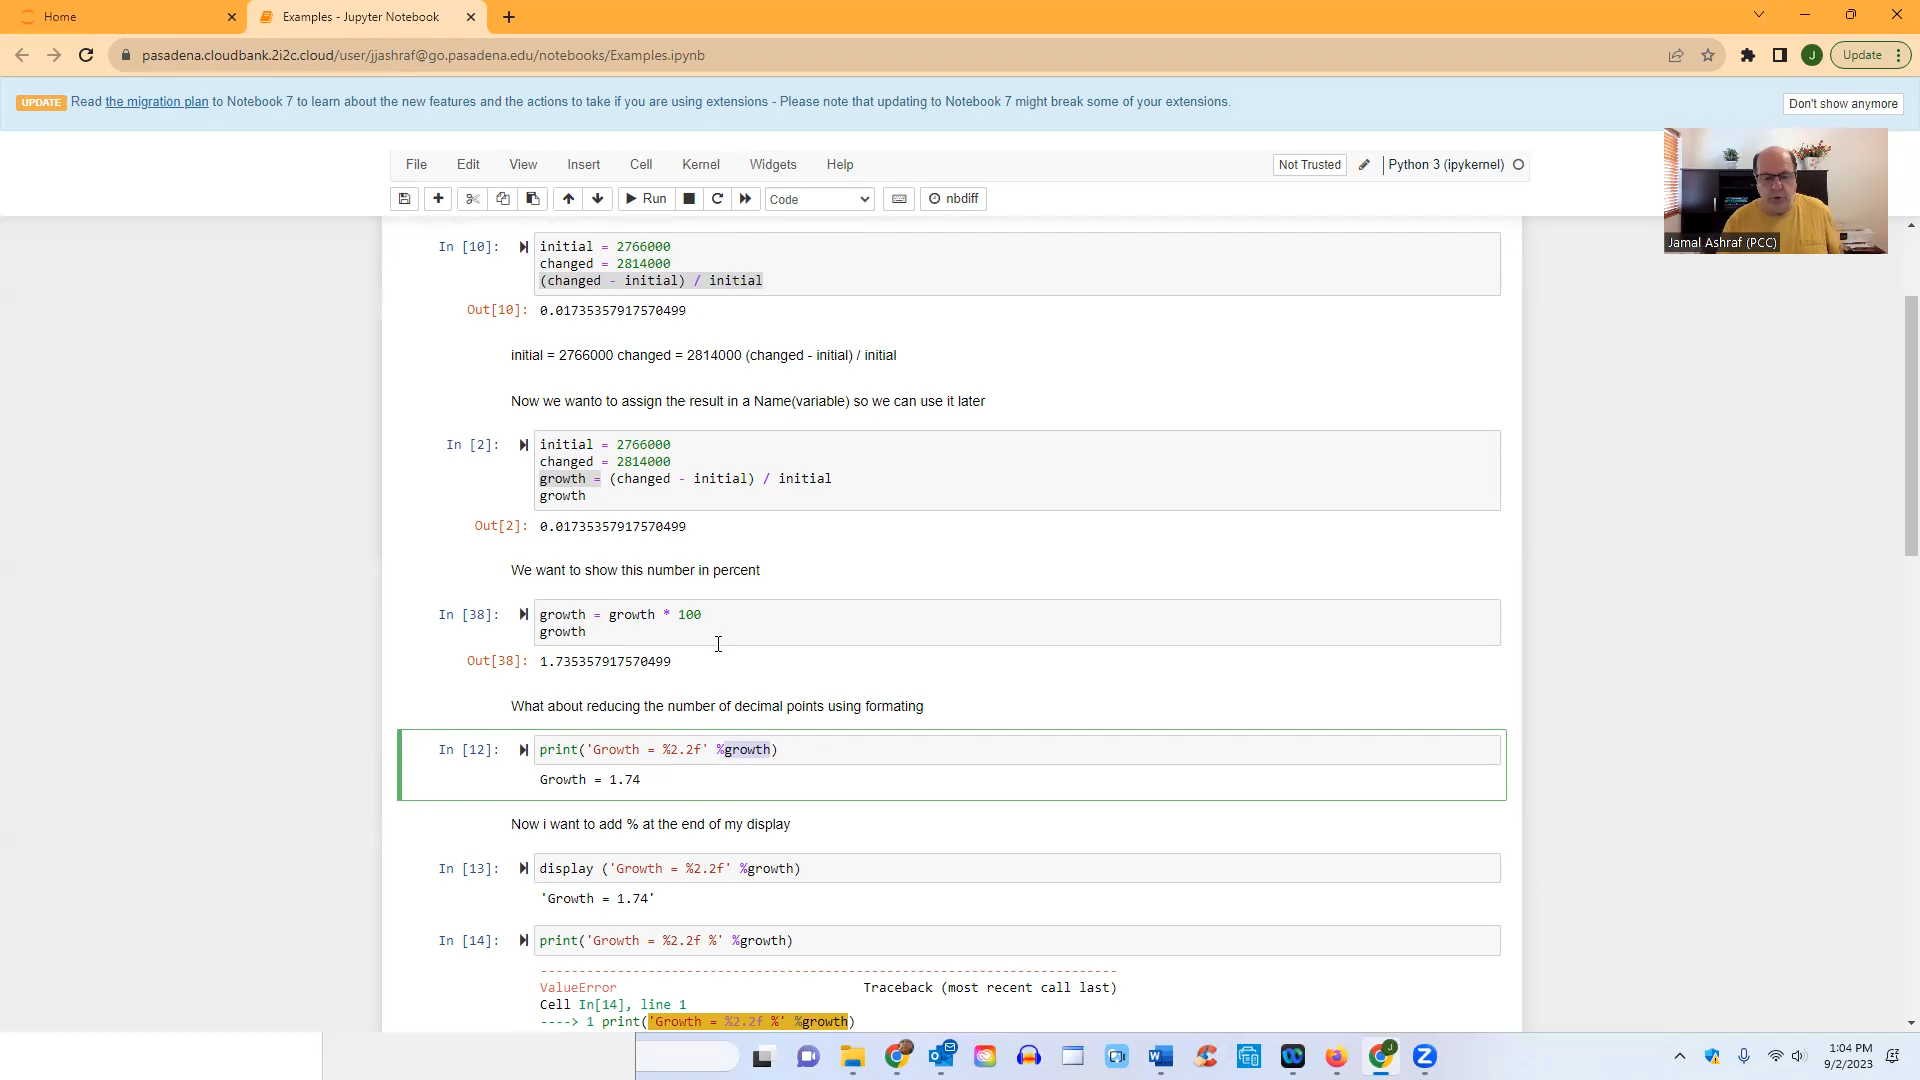 Home
Examples - Jupyter Notebook
pasadena.cloudbank.2i2c.cloud/user/jjashraf@go.pasadena.edu/notebooks/Examples.ipynb
J
Update
UPDATE Read the migration plan to Notebook 7 to learn about the new features and the actions to take if you are using extensions - Please note that updating to Notebook 7 might break some of your extensions.
Don't show anymore
File Edit View Insert Cell Kernel Widgets Help
Not Trusted
Python 3 (ipykernel)
Run
Code
nbdiff
Jamal Ashraf (PCC)
In [10]: initial = 2766000
changed = 2814000
(changed - initial) / initial
Out[10]: 0.01735357917570499
initial = 2766000 changed = 2814000 (changed - initial) / initial
Now we wanto to assign the result in a Name(variable) so we can use it later
In [2]: initial = 2766000
changed = 2814000
growth = (changed - initial) / initial
growth
Out[2]: 0.01735357917570499
We want to show this number in percent
In [38]: growth = growth * 100
growth
Out[38]: 1.735357917570499
What about reducing the number of decimal points using formating
In [12]: print('Growth = %2.2f' %growth)
Growth = 1.74
Now i want to add % at the end of my display
In [13]: display ('Growth = %2.2f' %growth)
'Growth = 1.74'
In [14]: print('Growth = %2.2f %' %growth)
---------------------------------------------------------------------------
ValueError Traceback (most recent call last)
Cell In[14], line 1
----> 1 print('Growth = %2.2f %' %growth)
1:04 PM
9/2/2023